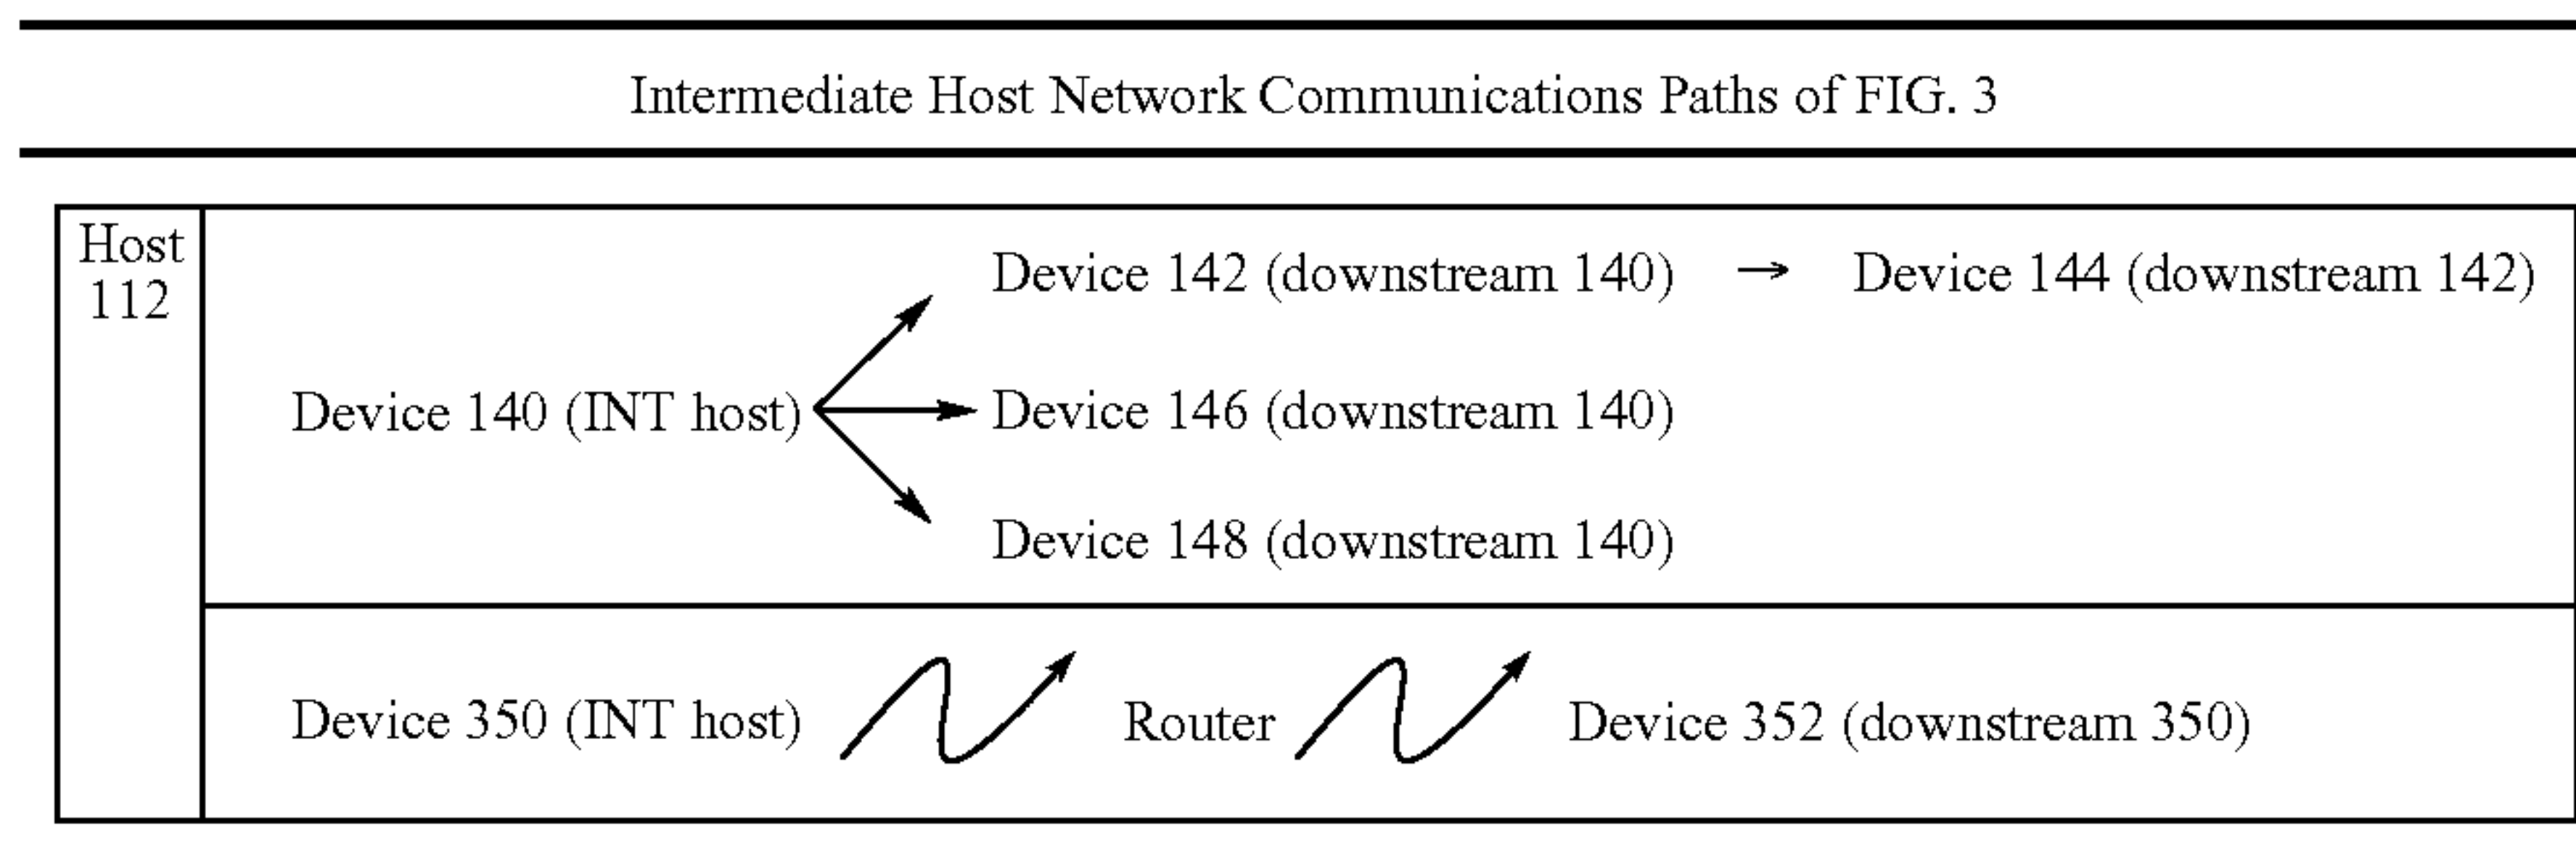 Intermediate Host Network Communications Paths of FIG. 3
Host
112
Device 142 (downstream 140) → Device 144 (downstream 142)
Device 140 (INT host)
Device 146 (downstream 140)
Device 148 (downstream 140)
Device 350 (INT host)
Router
Device 352 (downstream 350)